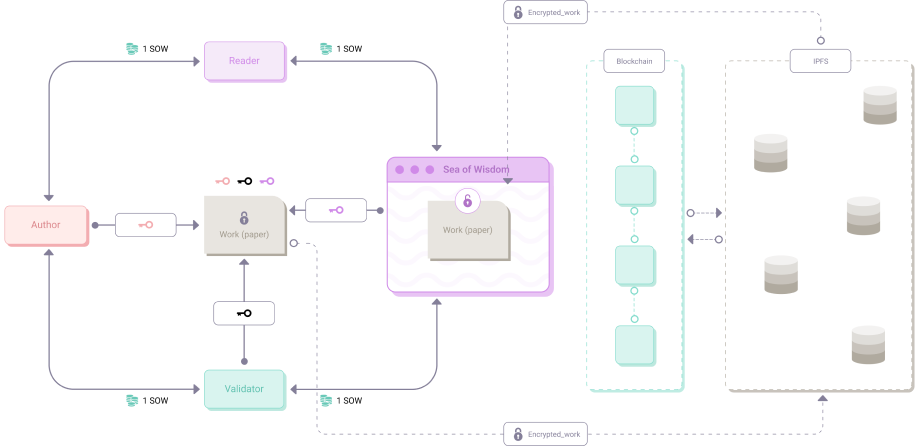 Encrypted_work
1 SOW
1 SOW
Reader
Blockchain
IPFS
Sea of Wisdom
Author
Work (paper)
Work (paper)
Validator
1 SOW
1 SOW
Encrypted_work